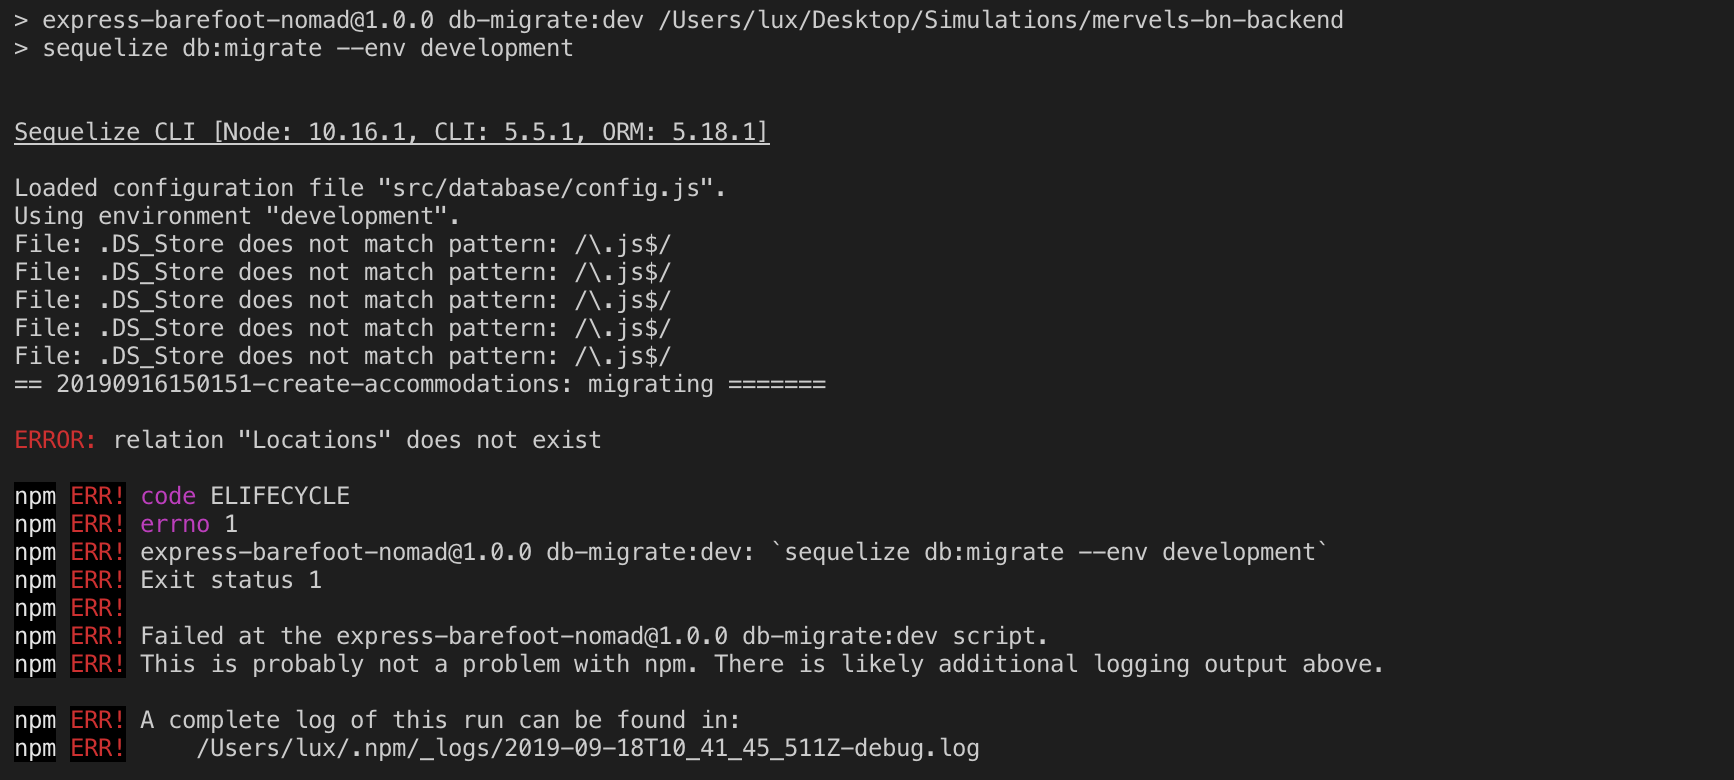 > express-barefoot-nomad@1.0.0 db-migrate:dev /Users/lux/Desktop/Simulations/mervels-bn-backend
> sequelize db:migrate --env development
Sequelize CLI [Node: 10.16.1, CLI: 5.5.1, ORM: 5.18.1]
Loaded configuration file "src/database/config.js".
Using environment "development".
File: .DS_Store does not match pattern: /\.js$/
File: .DS_Store does not match pattern: /\.js$/
File: .DS_Store does not match pattern: /\.js$/
File: .DS_Store does not match pattern: /\.js$/
File: .DS_Store does not match pattern: /\.js$/
== 20190916150151-create-accommodations: migrating =======
ERROR: relation "Locations" does not exist
npm ERR! code ELIFECYCLE
npm ERR! errno 1
npm ERR! express-barefoot-nomad@1.0.0 db-migrate:dev: `sequelize db:migrate --env development`
npm ERR! Exit status 1
npm ERR!
npm ERR! Failed at the express-barefoot-nomad@1.0.0 db-migrate:dev script.
npm ERR! This is probably not a problem with npm. There is likely additional logging output above.
npm ERR! A complete log of this run can be found in:
npm ERR!     /Users/lux/.npm/_logs/2019-09-18T10_41_45_511Z-debug.log